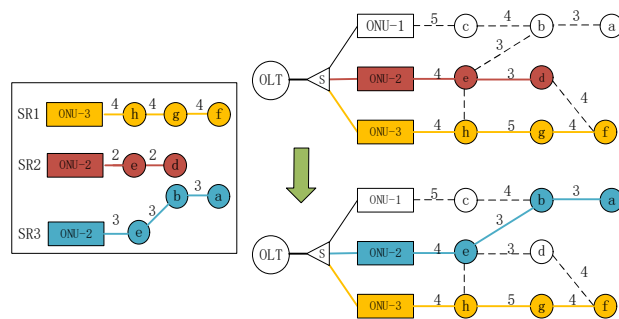 ONU-1 5 c 4 b 3 a
3
OLT S ONU-2 4 e 3 d
4
ONU-3 4 h 5 g 4 f
SR1 ONU-3 4 h 4 g 4 f
SR2 ONU-2 2 e 2 d
SR3 ONU-2 3 e 3 b 3 a
ONU-1 5 c 4 b 3 a
3
OLT S ONU-2 4 e 3 d
4
ONU-3 4 h 5 g 4 f